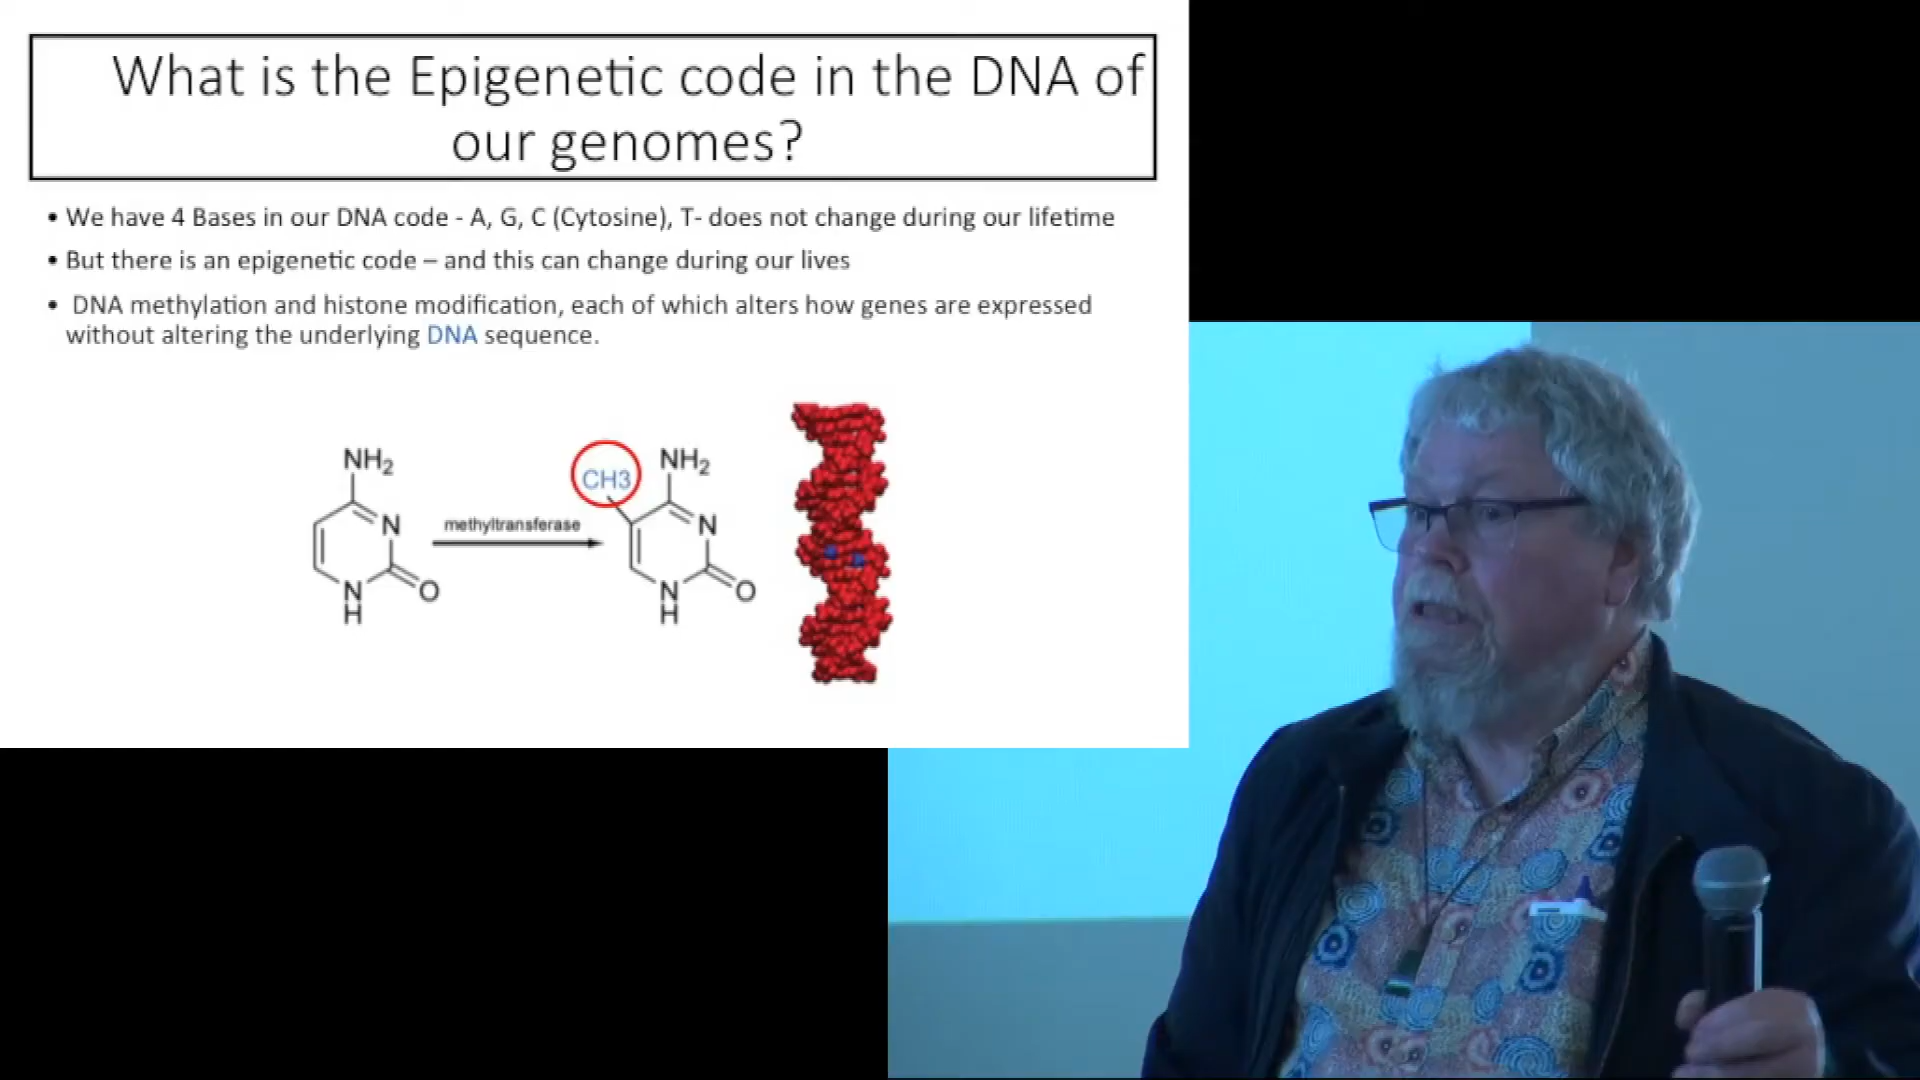 What is the Epigenetic code in the DNA of
our genomes?
• We have 4 Bases in our DNA code - A, G, C (Cytosine), T- does not change during our lifetime
• But there is an epigenetic code – and this can change during our lives
• DNA methylation and histone modification, each of which alters how genes are expressed
without altering the underlying DNA sequence.
NH2
N
N
H
O
methyltransferase
CH3
NH2
N
N
H
O